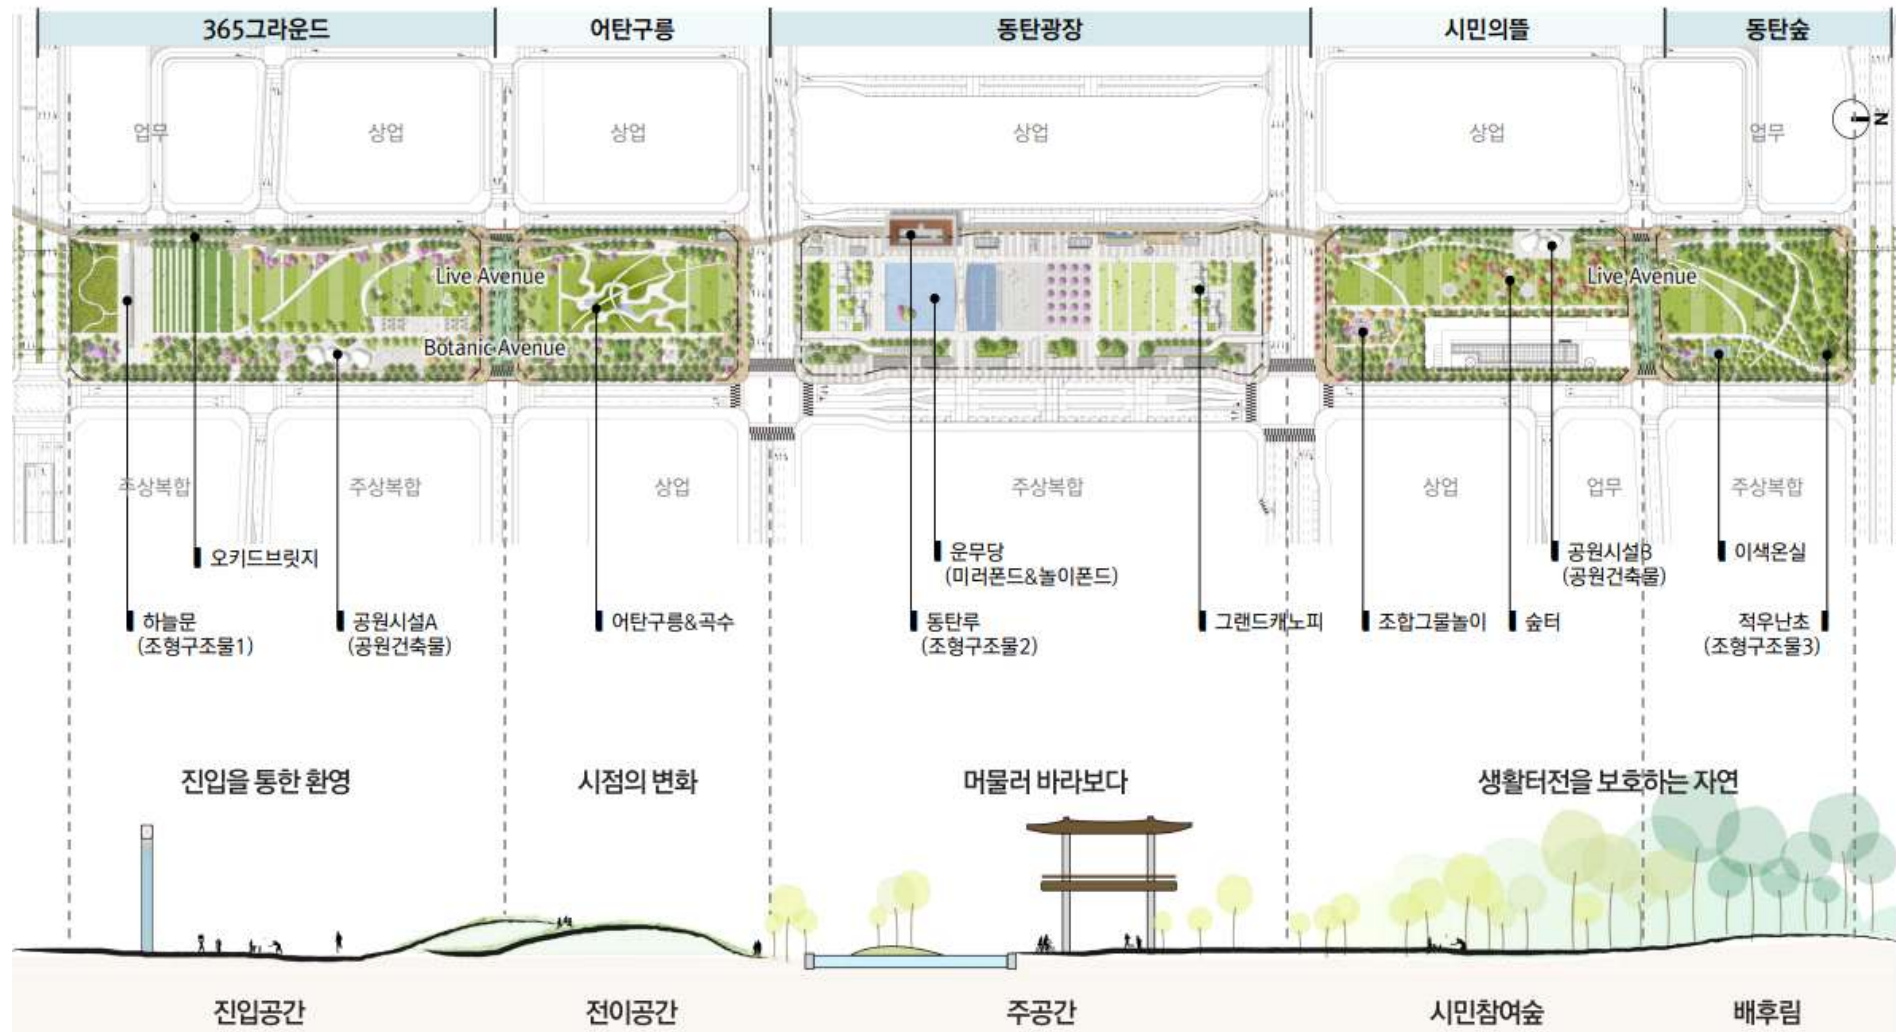 365그라운드
어탄구릉
동탄광장
시민의뜰
동탄숲
업무
상업
상업
상업
상업
업무
N
Live Avenue
Live Avenue
Botanic Avenue
주상복합
주상복합
상업
주상복합
상업
업무
주상복합
오키드브릿지
운무당
(미러폰드&놀이폰드)
공원시설B
(공원건축물)
이색온실
하늘문
(조형구조물1)
공원시설A
(공원건축물)
어탄구릉&곡수
동탄루
(조형구조물2)
그랜드캐노피
조합그물놀이
숲터
적우난초
(조형구조물3)
진입을 통한 환영
시점의 변화
머물러 바라보다
생활터전을 보호하는 자연
진입공간
전이공간
주공간
시민참여숲
배후림